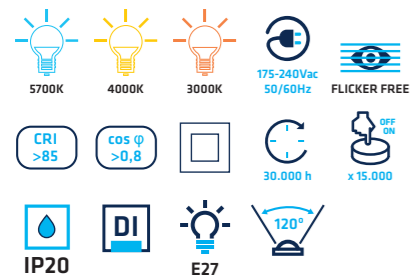 5700K
4000K
3000K
175-240Vac
50/60Hz
FLICKER FREE
CRI
>85
cos φ
>0,8
30.000 h
OFF
ON
x 15.000
IP20
DI
E27
120°